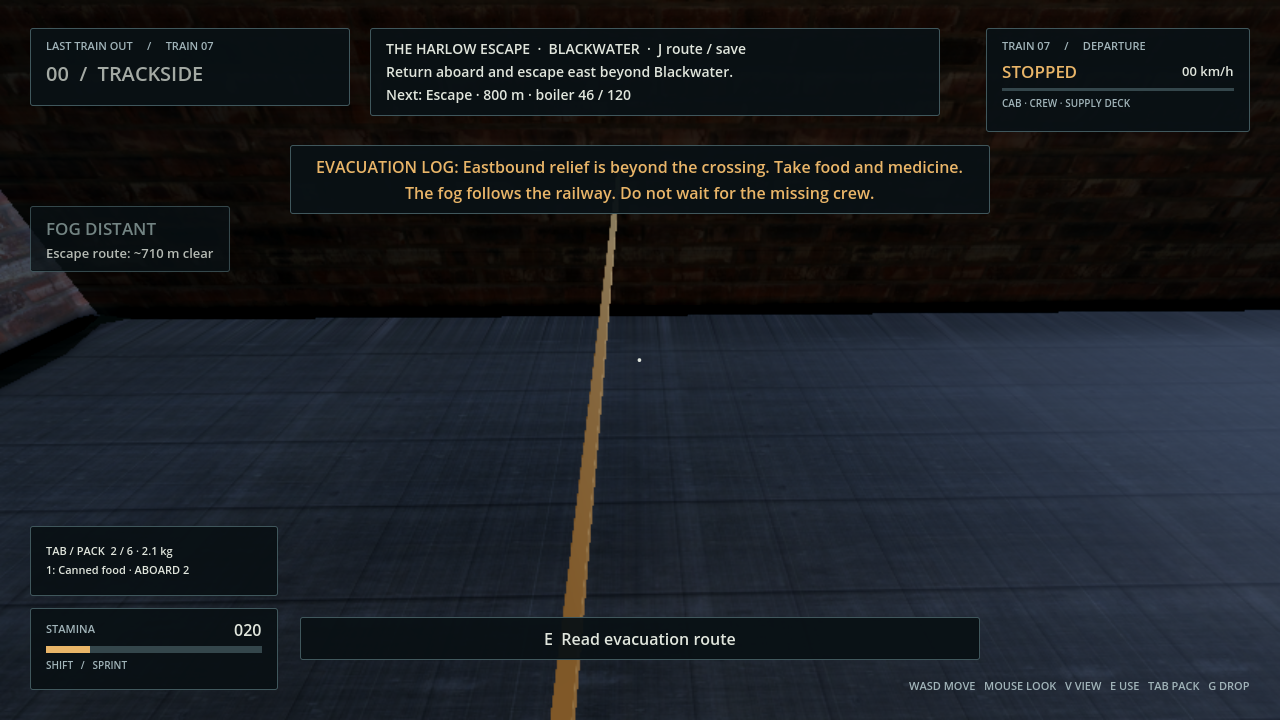 LAST TRAIN OUT / TRAIN 07
00 / TRACKSIDE
THE HARLOW ESCAPE · BLACKWATER · J route / save
Return aboard and escape east beyond Blackwater.
Next: Escape · 800 m · boiler 46 / 120
TRAIN 07 / DEPARTURE
STOPPED 00 km/h
CAB · CREW · SUPPLY DECK
EVACUATION LOG: Eastbound relief is beyond the crossing. Take food and medicine.
The fog follows the railway. Do not wait for the missing crew.
FOG DISTANT
Escape route: ~710 m clear
TAB / PACK 2 / 6 · 2.1 kg
1: Canned food · ABOARD 2
STAMINA 020
SHIFT / SPRINT
E Read evacuation route
WASD MOVE MOUSE LOOK V VIEW E USE TAB PACK G DROP